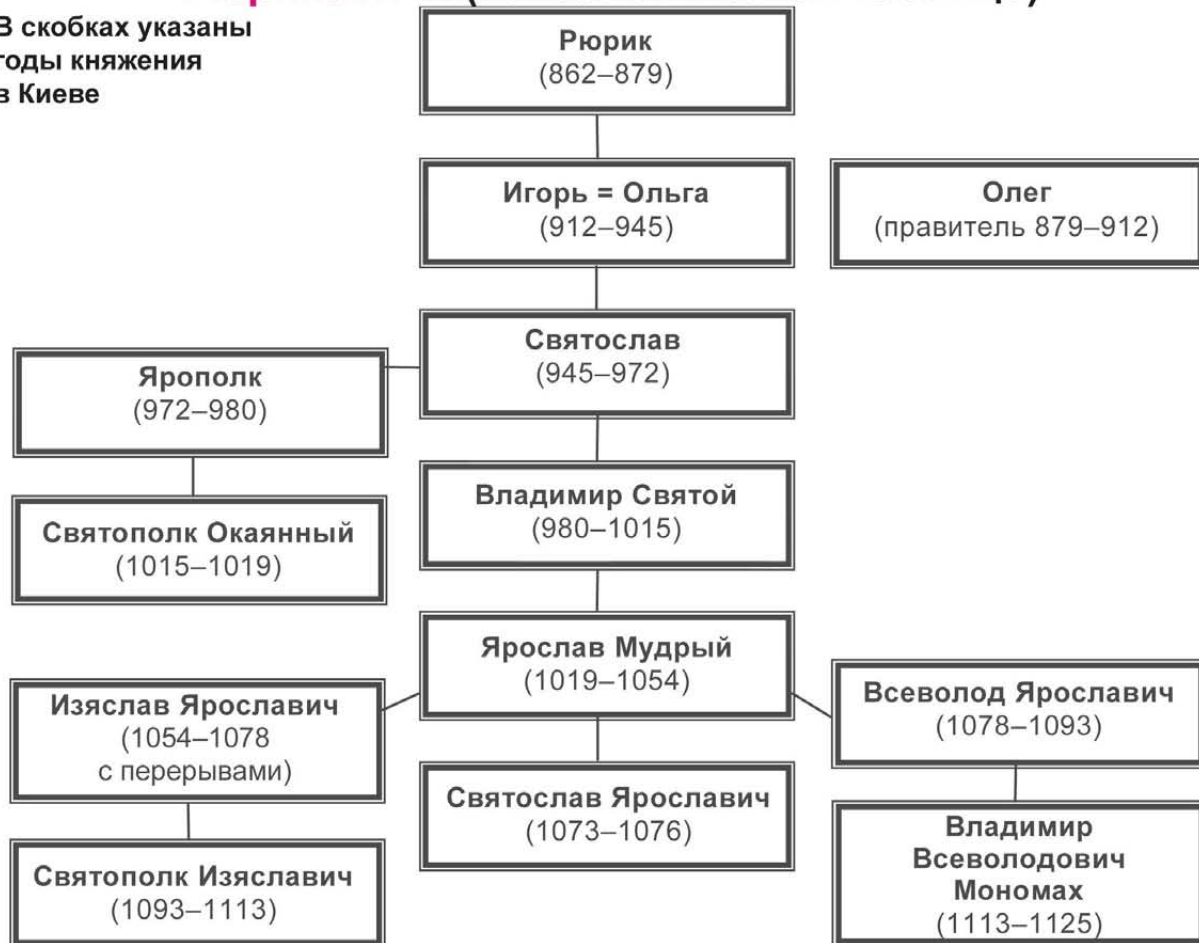 В скобках указаны
годы княжения
в Киеве
Рюрик
(862–879)
Игорь = Ольга
(912–945)
Олег
(правитель 879–912)
Святослав
(945–972)
Ярополк
(972–980)
Владимир Святой
(980–1015)
Святополк Окаянный
(1015–1019)
Ярослав Мудрый
(1019–1054)
Изяслав Ярославич
(1054–1078
с перерывами)
Всеволод Ярославич
(1078–1093)
Святослав Ярославич
(1073–1076)
Святополк Изяславич
(1093–1113)
Владимир
Всеволодович
Мономах
(1113–1125)